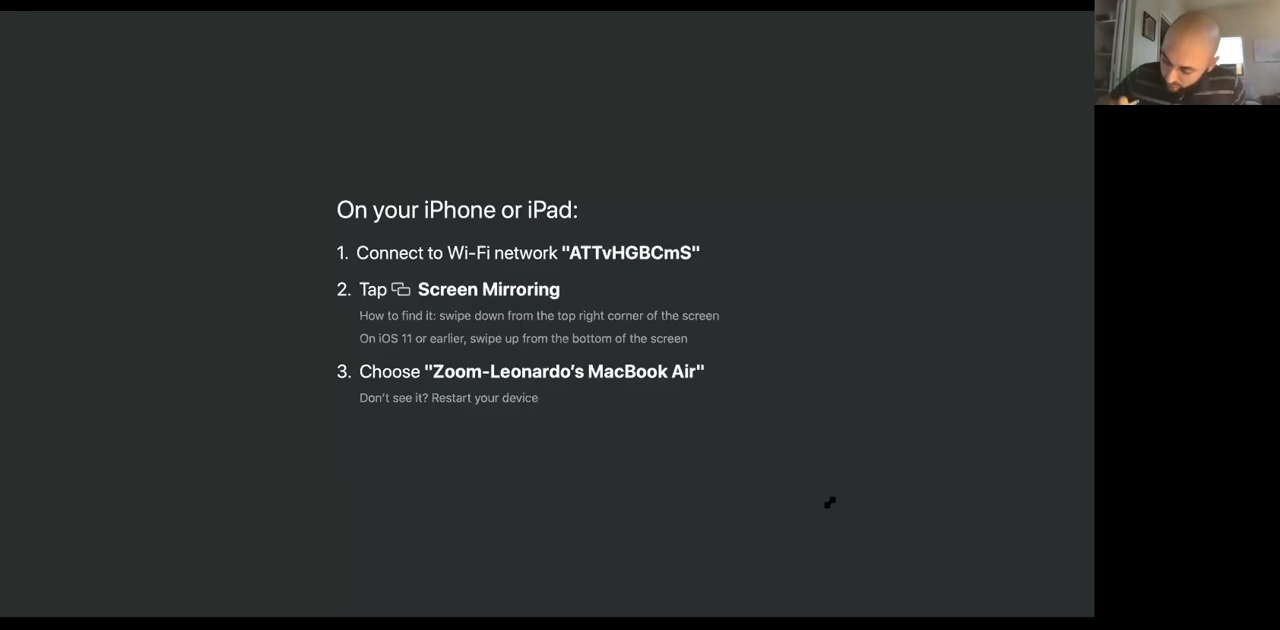 On your iPhone or iPad:
1. Connect to Wi-Fi network "ATTvHGBCmS"
2. Tap Screen Mirroring
How to find it: swipe down from the top right corner of the screen
On iOS 11 or earlier, swipe up from the bottom of the screen
3. Choose "Zoom-Leonardo’s MacBook Air"
Don’t see it? Restart your device